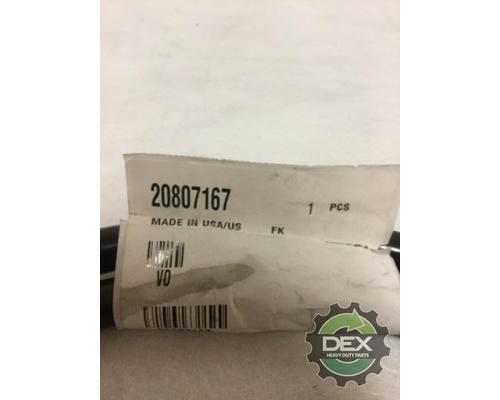 20807167 1 PCS
MADE IN USA/US FK
VO
DEX
HEAVY DUTY PARTS